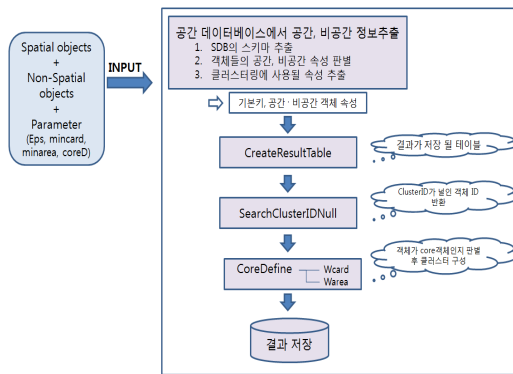 Spatial objects
+
Non-Spatial
objects
+
Parameter
(Eps, mincard,
minarea, coreD)
INPUT
공간 데이터베이스에서 공간, 비공간 정보추출
1. SDB의 스키마 추출
2. 객체들의 공간, 비공간 속성 판별
3. 클러스터링에 사용될 속성 추출
기본키, 공간 · 비공간 객체 속성
CreateResultTable
결과가 저장 될 테이블
SearchClusterIDNull
ClusterID가 널인 객체 ID
반환
CoreDefine
Wcard
Warea
객체가 core객체인지 판별
후 클러스터 구성
결과 저장